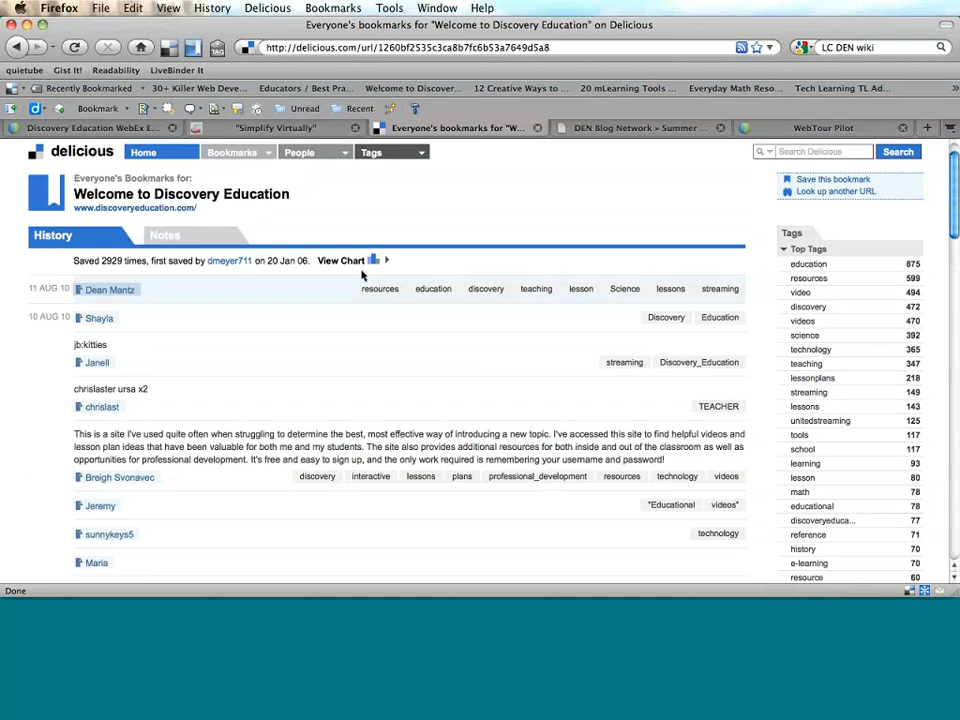 Firefox File Edit View History Delicious Bookmarks Tools Window Help
Everyone's bookmarks for "Welcome to Discovery Education" on Delicious
http://delicious.com/url/1260bf2535c3ca8b7fc6b53a7649d5a8 LC DEN wiki
quietube Gist It! Readability LiveBinder It
Recently Bookmarked 30+ Killer Web Deve... Educators / Best Pra... Welcome to Discover... 12 Creative Ways to ... 20 mLearning Tools ... Everyday Math Reso... Tech Learning TL Ad...
Bookmark Unread Recent
Discovery Education WebEx E... "Simplify Virtually" Everyone's bookmarks for "W... DEN Blog Network » Summer ... WebTour Pilot
delicious Home Bookmarks People Tags Search Delicious Search
Everyone's Bookmarks for:
Welcome to Discovery Education
www.discoveryeducation.com/
Save this bookmark
Look up another URL
History Notes
Saved 2929 times, first saved by dmeyer711 on 20 Jan 06. View Chart
11 AUG 10 Dean Mantz resources education discovery teaching lesson Science lessons streaming
10 AUG 10 Shayla Discovery Education
jb:kitties
Janell streaming Discovery_Education
chrislaster ursa x2
chrislast TEACHER
This is a site I've used quite often when struggling to determine the best, most effective way of introducing a new topic. I've accessed this site to find helpful videos and
lesson plan ideas that have been valuable for both me and my students. The site also provides additional resources for both inside and out of the classroom as well as
opportunities for professional development. It's free and easy to sign up, and the only work required is remembering your username and password!
Breigh Svonavec discovery interactive lessons plans professional_development resources technology videos
Jeremy "Educational videos"
sunnykeys5 technology
Maria
Tags
Top Tags
education 875
resources 599
video 494
discovery 472
videos 470
science 392
technology 365
teaching 347
lessonplans 218
streaming 149
lessons 143
unitedstreaming 125
tools 117
school 117
learning 93
lesson 80
math 78
educational 78
discoveryeduca... 77
reference 71
history 70
e-learning 70
resource 60
Done